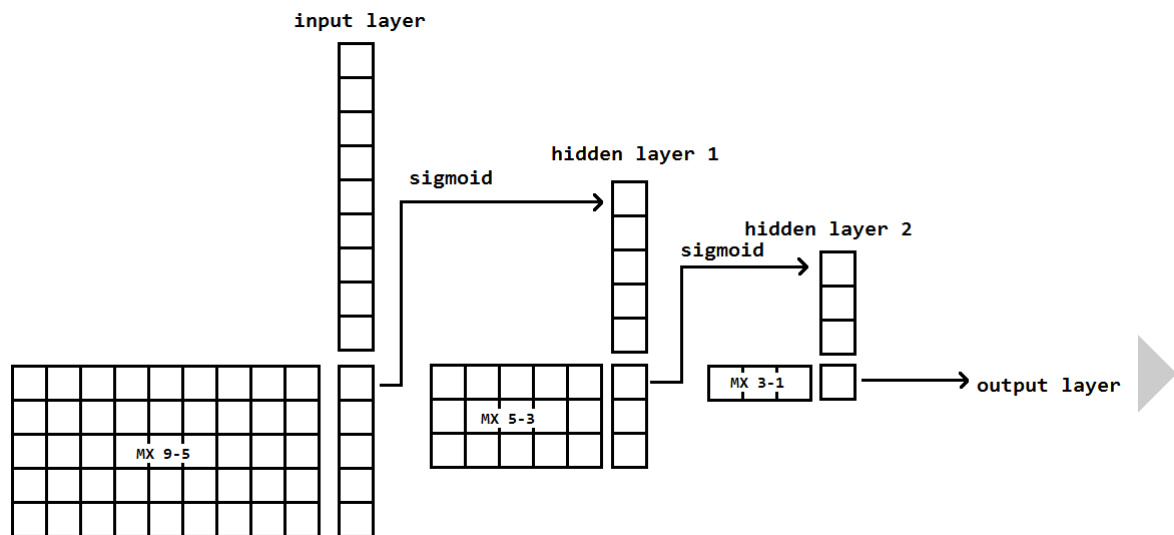 input layer
hidden layer 1
sigmoid
hidden layer 2
sigmoid
MX 9-5
MX 5-3
MX 3-1
output layer